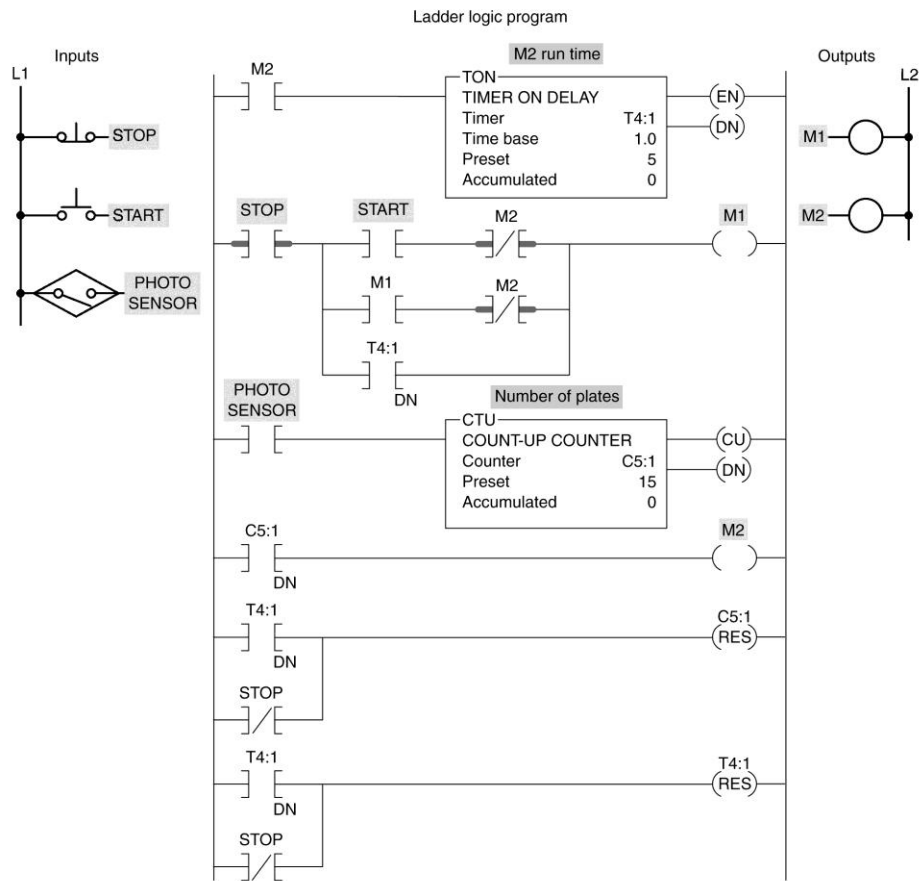 Ladder logic program
Inputs
Outputs
L1
L2
STOP
START
PHOTO
SENSOR
M1
M2
M2 run time
M2
TON
TIMER ON DELAY
Timer T4:1
Time base 1.0
Preset 5
Accumulated 0
EN
DN
STOP
START
M2
M1
M1
M2
T4:1
DN
PHOTO
SENSOR
Number of plates
CTU
COUNT-UP COUNTER
Counter C5:1
Preset 15
Accumulated 0
CU
DN
C5:1
DN
M2
T4:1
DN
C5:1
RES
STOP
T4:1
DN
T4:1
RES
STOP